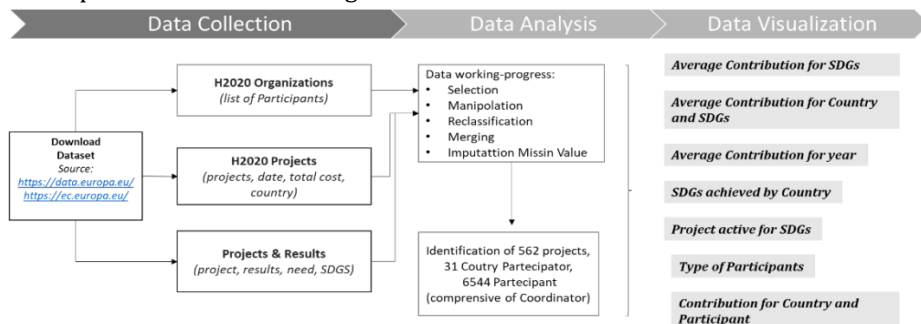 Data Collection
Data Analysis
Data Visualization
Download
Dataset
Source:
https://data.europa.eu/
https://ec.europa.eu/
H2020 Organizations
(list of Participants)
H2020 Projects
(projects, date, total cost,
country)
Projects & Results
(project, results, need, SDGS)
Data working-progress:
• Selection
• Manipolation
• Reclassification
• Merging
• Imputattion Missin Value
Identification of 562 projects,
31 Coutry Partecipator,
6544 Partecipant
(comprensive of Coordinator)
Average Contribution for SDGs
Average Contribution for Country
and SDGs
Average Contribution for year
SDGs achieved by Country
Project active for SDGs
Type of Participants
Contribution for Country and
Participant